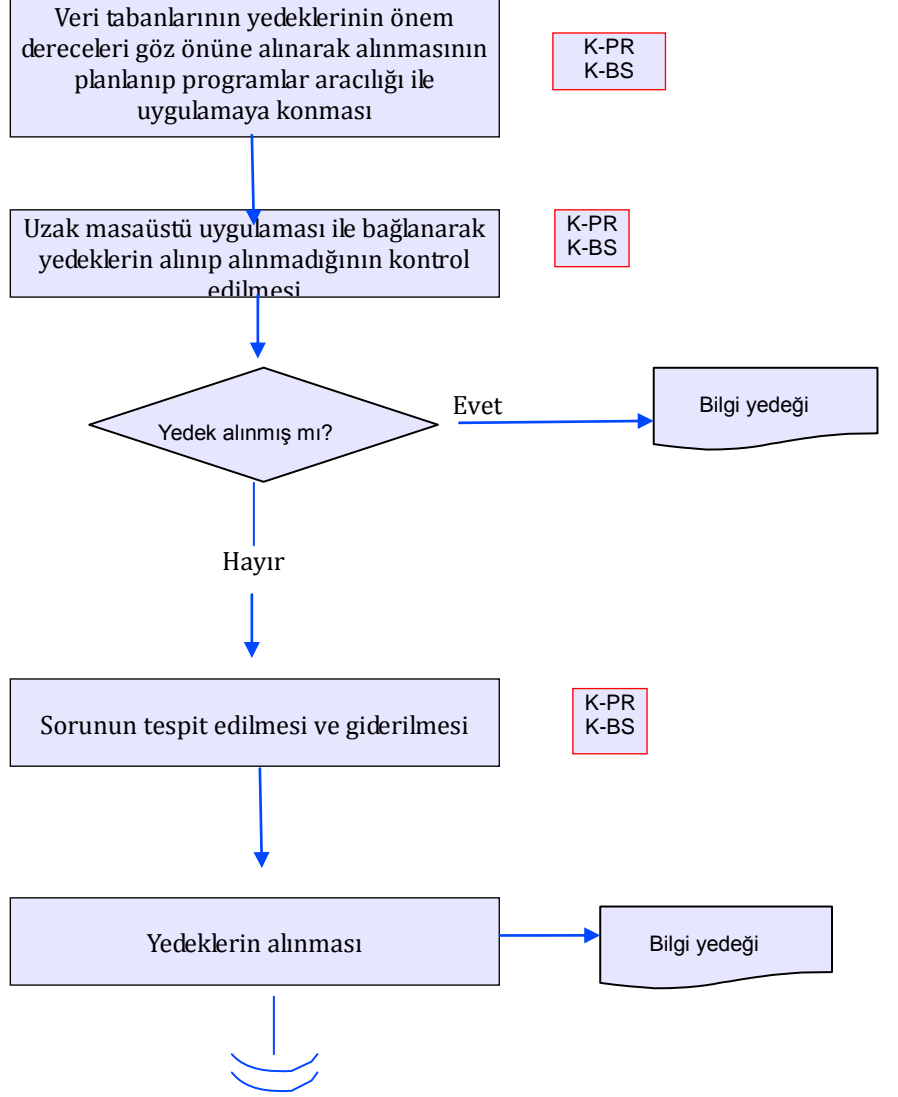 Veri tabanlarının yedeklerinin önem
dereceleri göz önüne alınarak alınmasının
planlanıp programlar aracılığı ile
uygulamaya konması
K-PR
K-BS
Uzak masaüstü uygulaması ile bağlanarak
yedeklerin alınıp alınmadığının kontrol
edilmesi
K-PR
K-BS
Yedek alınmış mı?
Evet
Bilgi yedeği
Hayır
Sorunun tespit edilmesi ve giderilmesi
K-PR
K-BS
Yedeklerin alınması
Bilgi yedeği